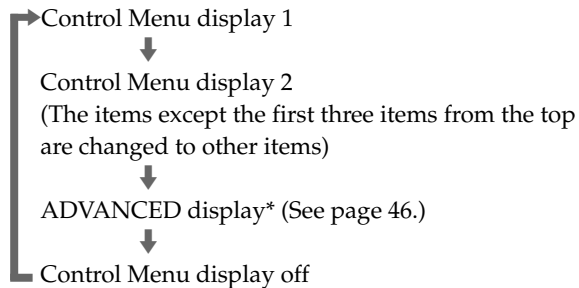 Control Menu display 1
Control Menu display 2
(The items except the first three items from the top
are changed to other items)
ADVANCED display* (See page 46.)
Control Menu display off